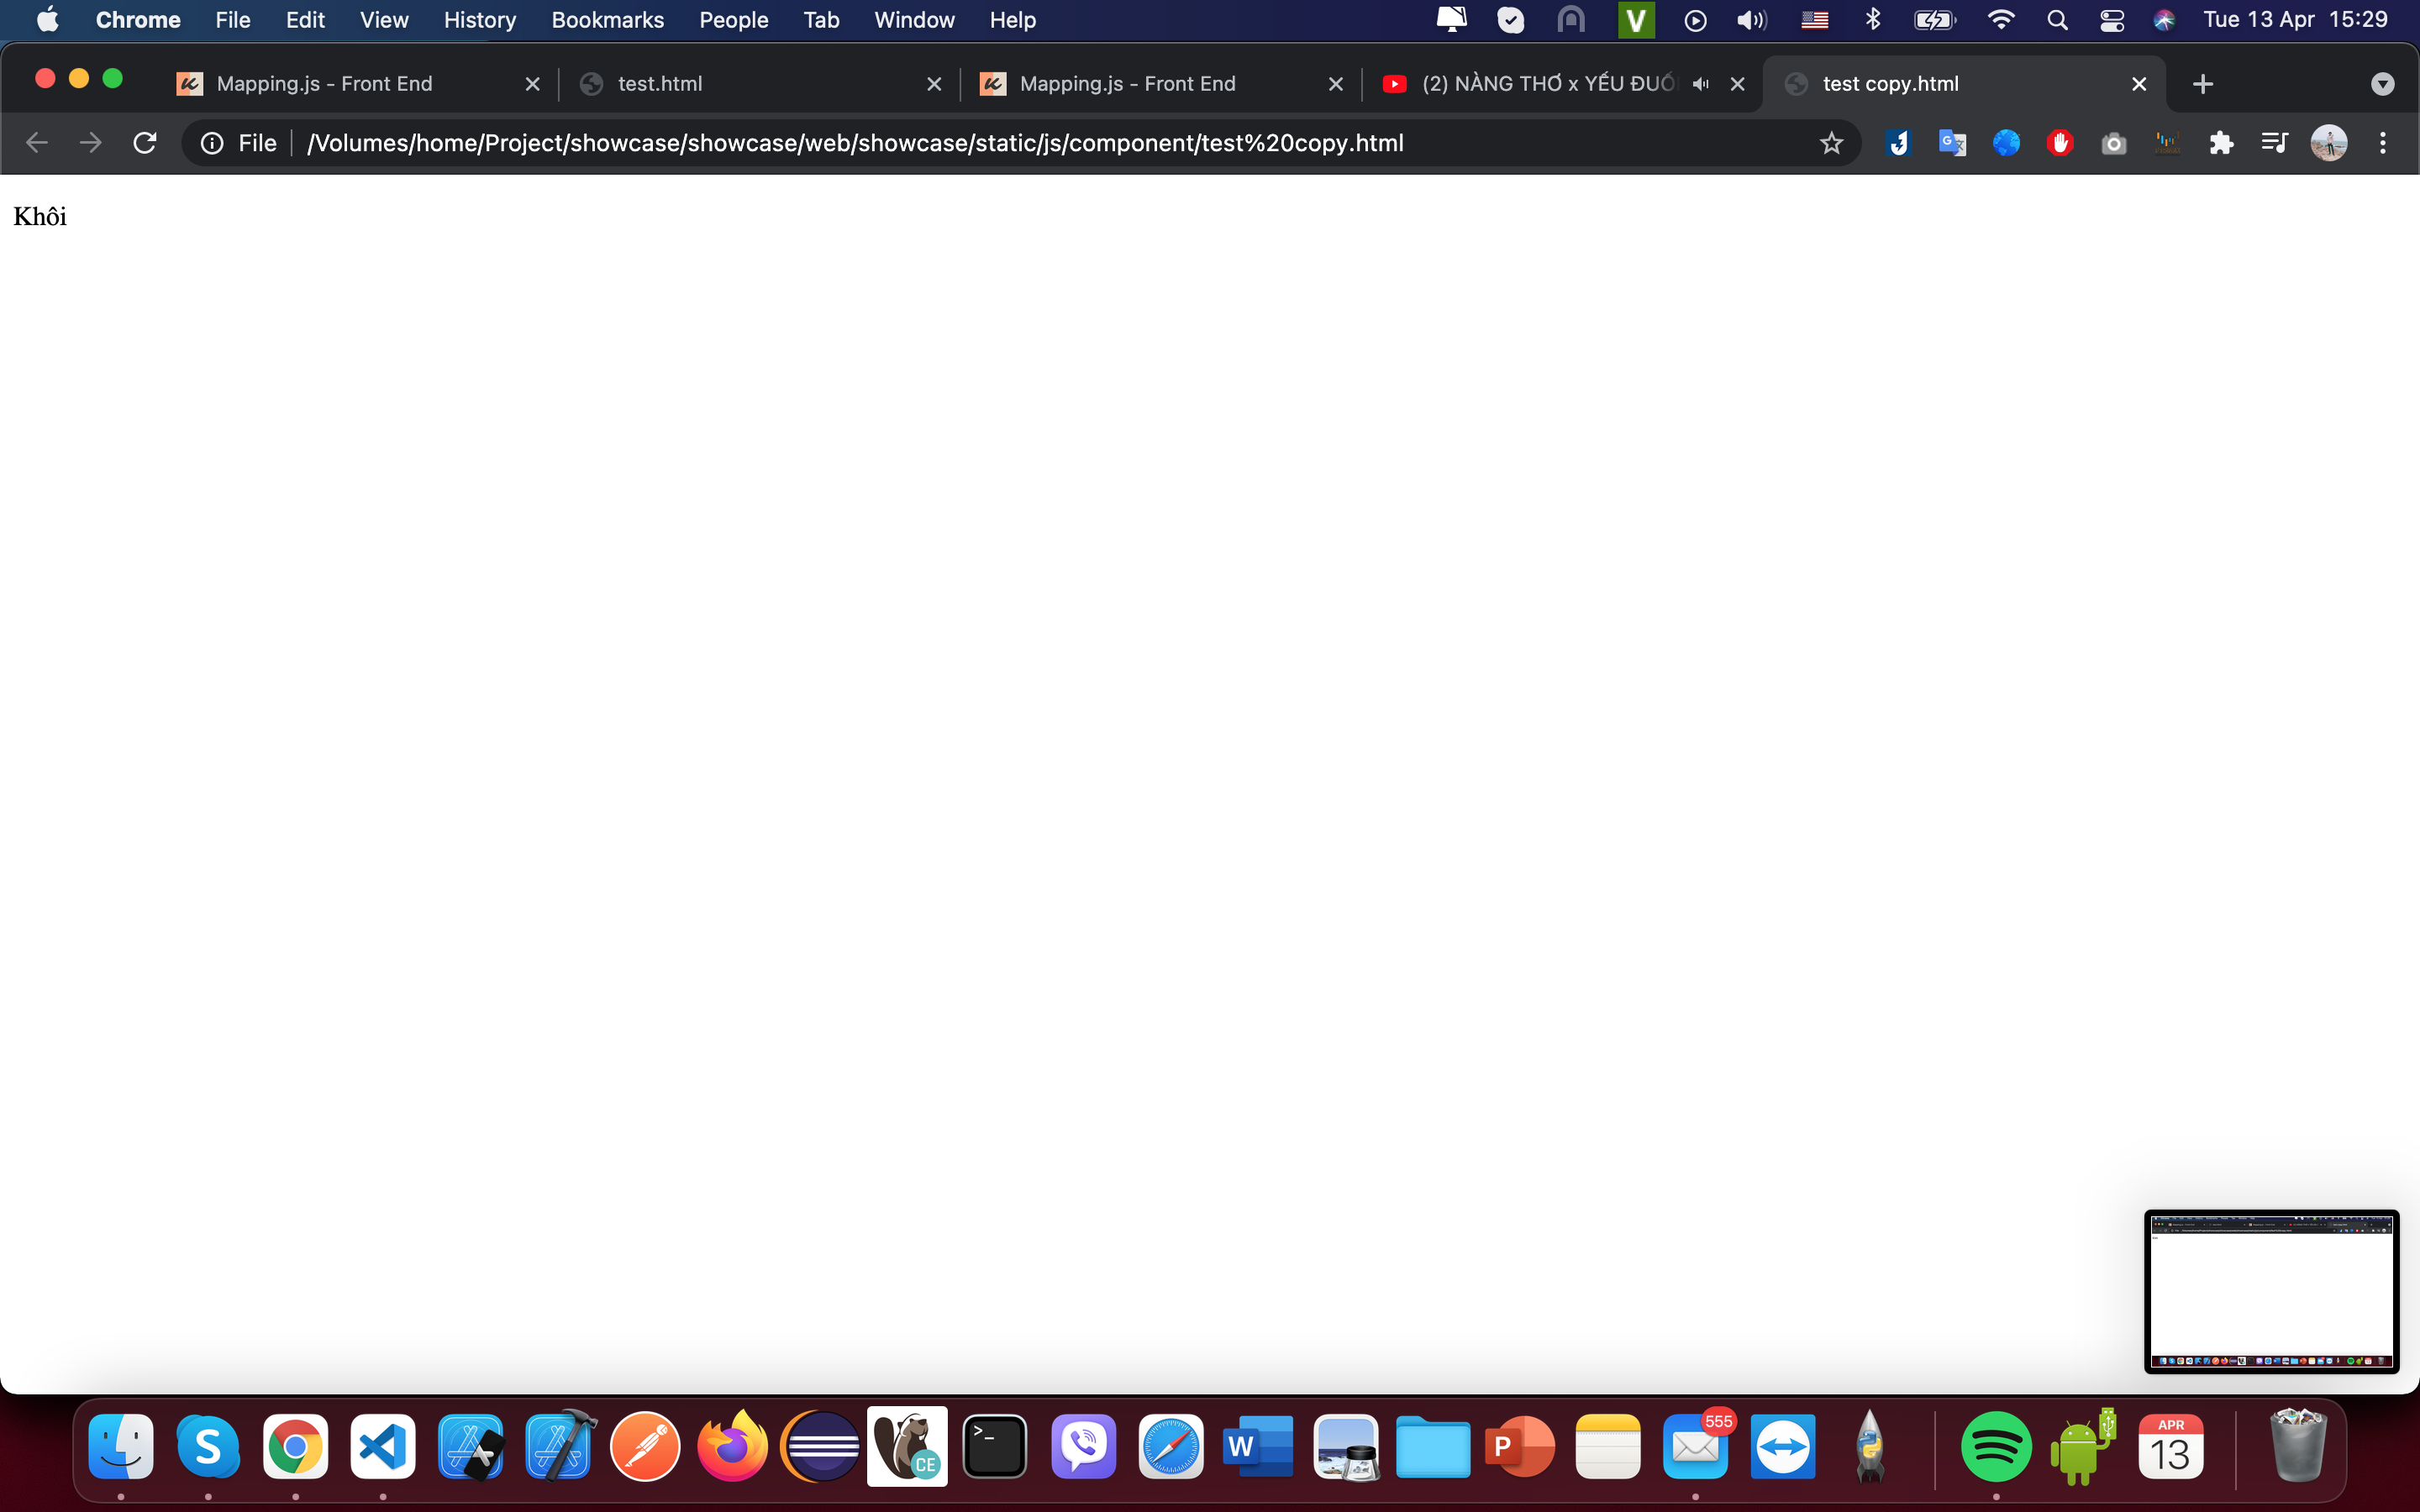 Chrome File Edit View History Bookmarks People Tab Window Help V Tue 13 Apr 15:29
Mapping.js - Front End test.html Mapping.js - Front End (2) NÀNG THƠ x YẾU ĐUỐ test copy.html
File /Volumes/home/Project/showcase/showcase/web/showcase/static/js/component/test%20copy.html
Khôi
S CE >_ W P 555 APR
13